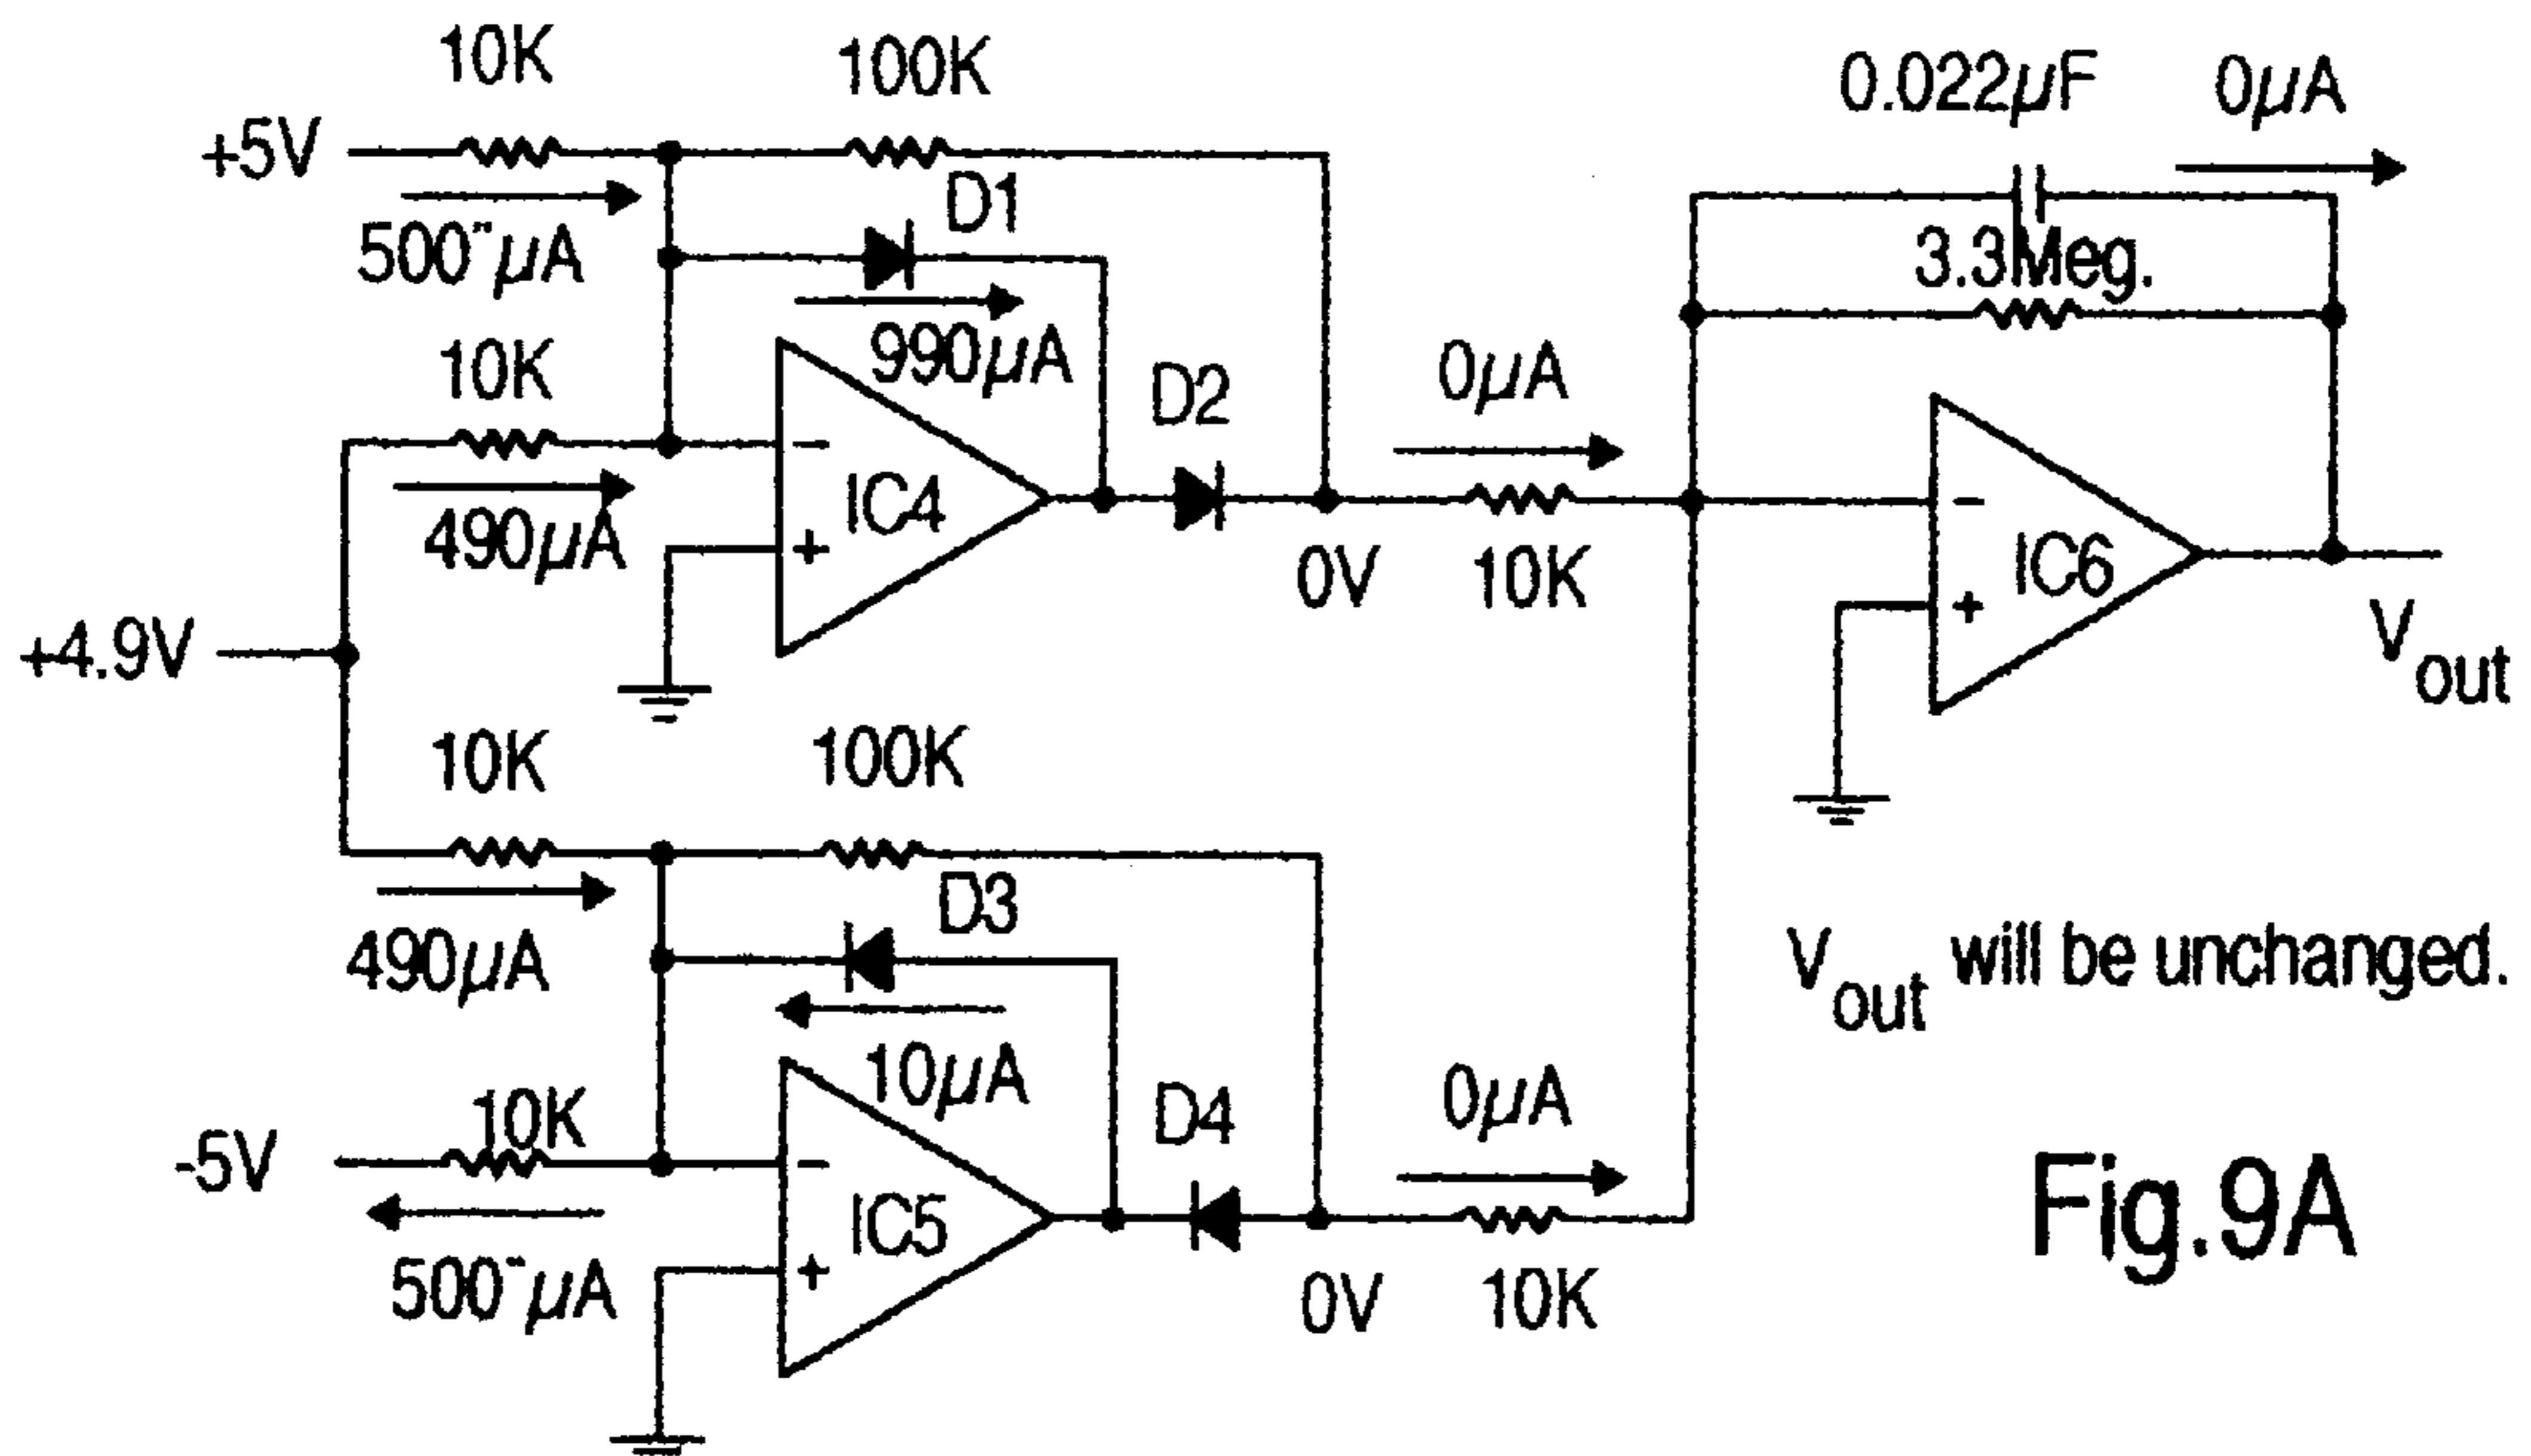 10K
100K
0.022µF
0µA
+5V
D1
500 µA
3.3Meg.
10K
990µA
D2
0µA
-
IC4
-
490µA
+
0V
10K
IC6
+
+4.9V
Vout
10K
100K
D3
490µA
Vout will be unchanged.
10µA
10K
D4
0µA
-5V
-
IC5
500 µA
+
0V
10K
Fig.9A